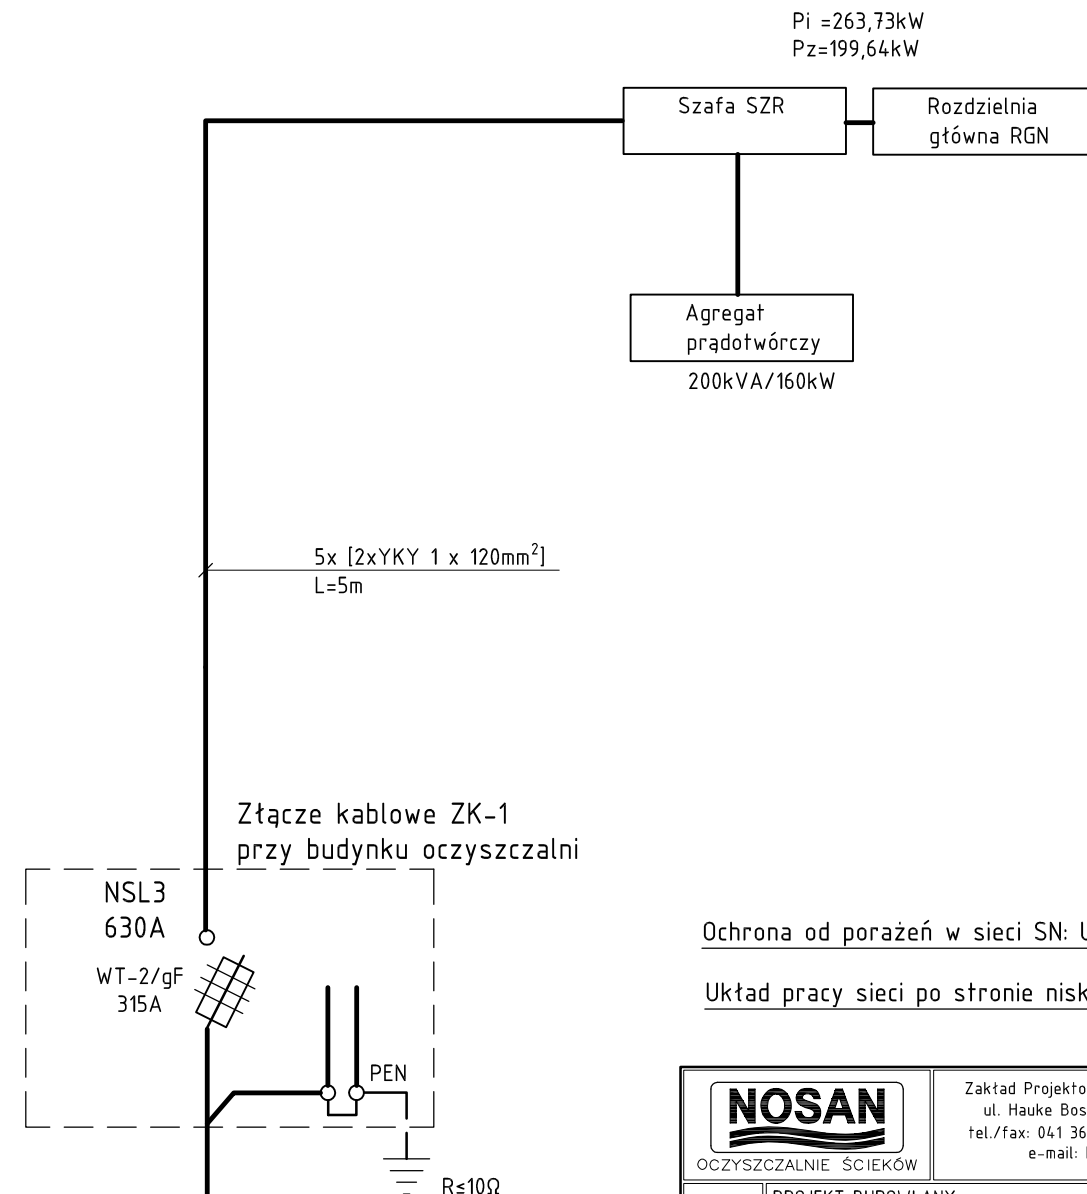 Pi =263,73kW
Pz=199,64kW
Szafa SZR
Rozdzielnia
główna RGN
Agregat
prądotwórczy
200kVA/160kW
5x [2xYKY 1 x 120mm²]
L=5m
Złącze kablowe ZK-1
przy budynku oczyszczalni
NSL3
630A
WT-2/gF
315A
PEN
R≤10Ω
Ochrona od porażeń w sieci SN:
Układ pracy sieci po stronie nisk
NOSAN
OCZYSZCZALNIE ŚCIEKÓW
Zakład Projekto
ul. Hauke Bos
tel./fax: 041 36
e-mail:
PROJEKT BUDOWLANY